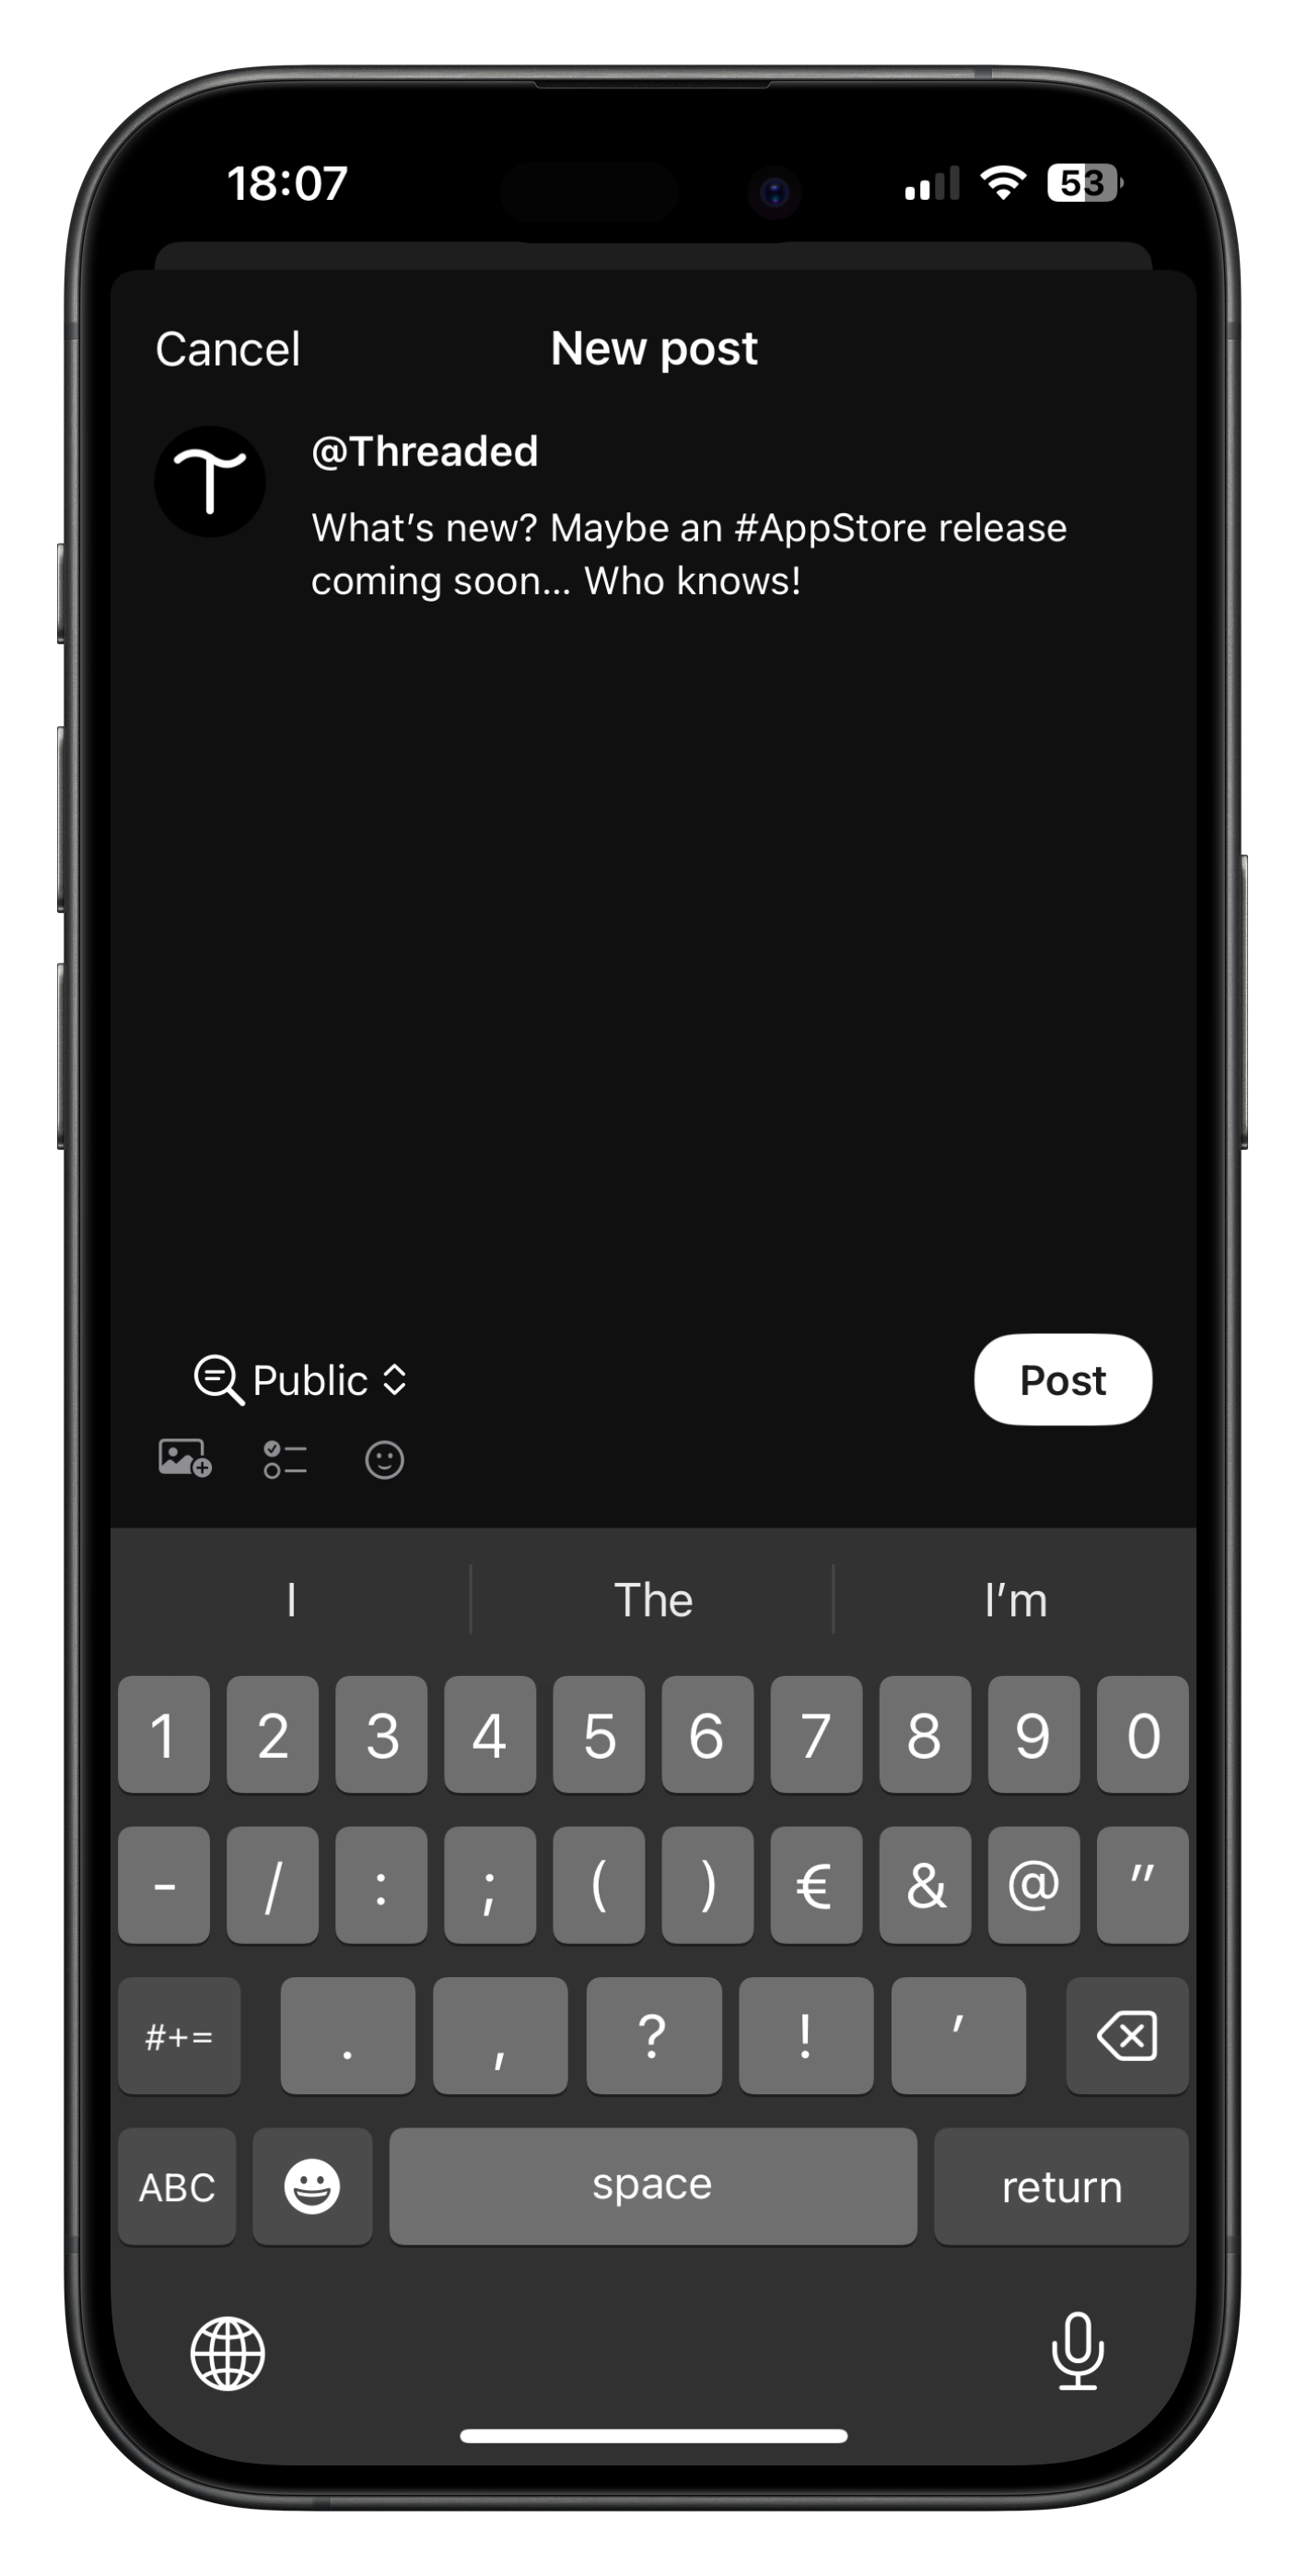 18:07 53
Cancel New post
@Threaded
What’s new? Maybe an #AppStore release
coming soon... Who knows!
Public Post
I The I’m
1 2 3 4 5 6 7 8 9 0
- / : ; ( ) € & @ "
#+= . , ? ! ’
ABC space return